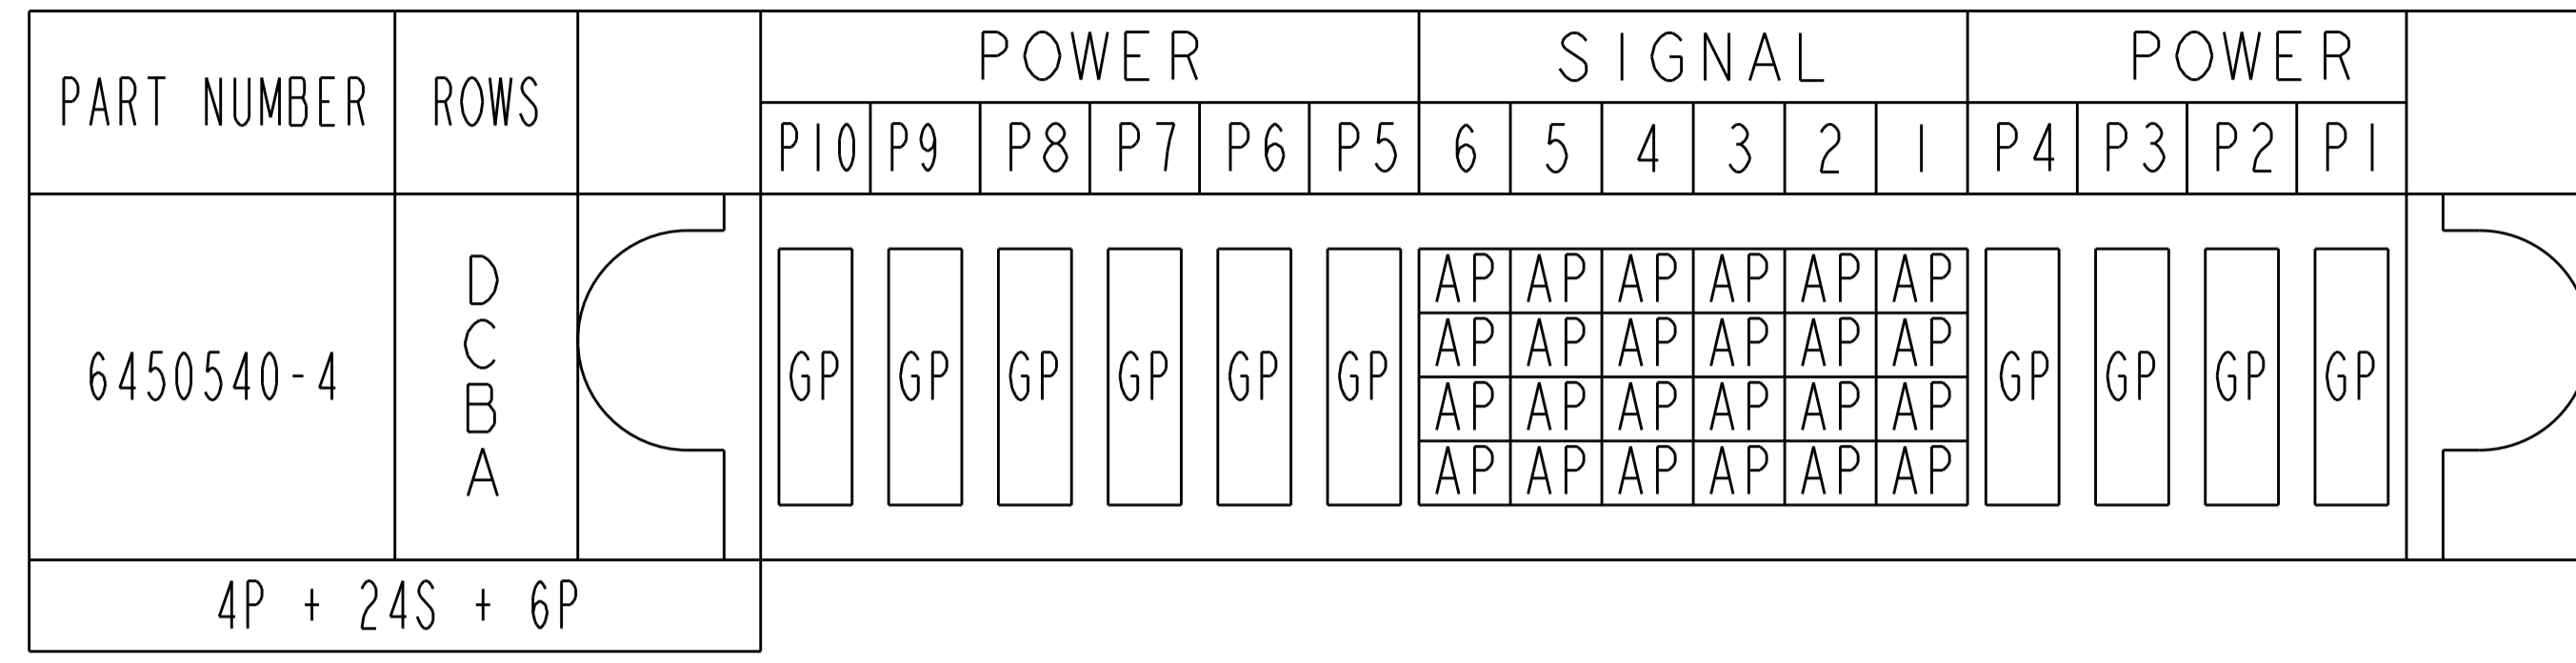 POWER SIGNAL POWER
PART NUMBER ROWS
P10 P9 P8 P7 P6 P5 6 5 4 3 2 1 P4 P3 P2 P1
D AP AP AP AP AP AP
C AP AP AP AP AP AP
6450540-4 GP GP GP GP GP GP GP GP GP GP
B AP AP AP AP AP AP
A AP AP AP AP AP AP
4P + 24S + 6P